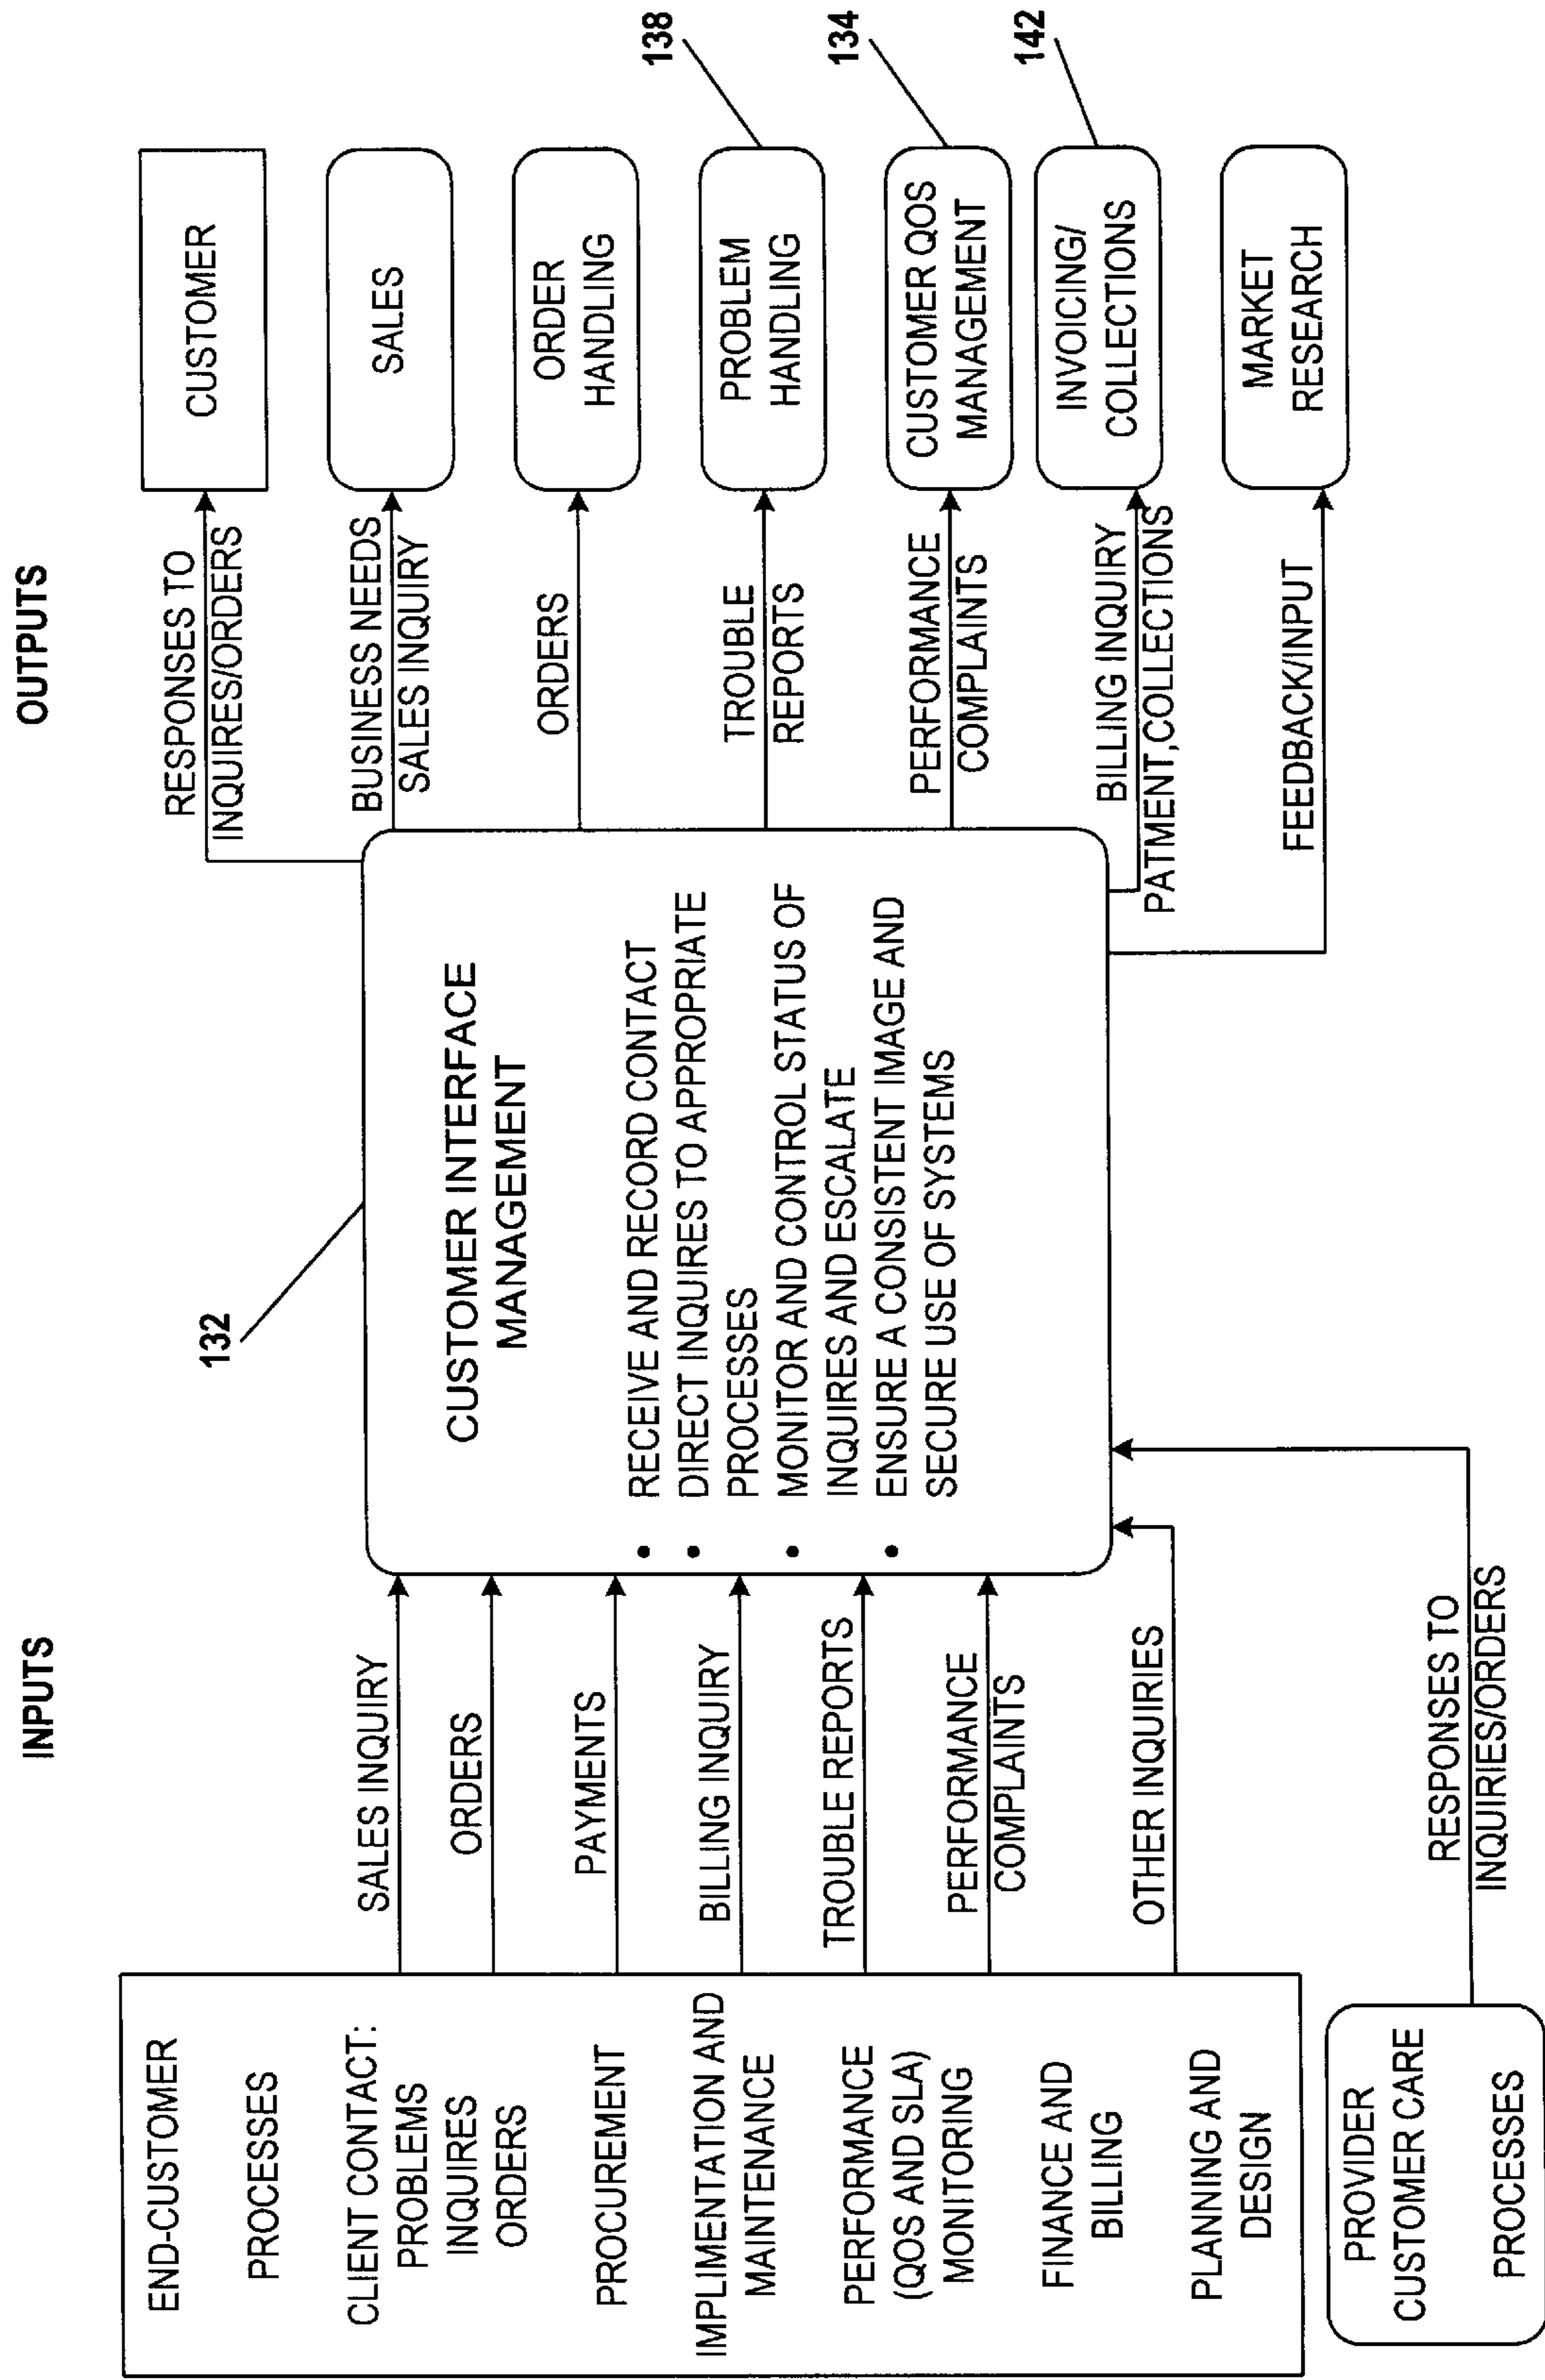 INPUTS
OUTPUTS
END-CUSTOMER
PROCESSES
CLIENT CONTACT:
PROBLEMS
INQUIRES
ORDERS
PROCUREMENT
IMPLIMENTATION AND
MAINTENANCE
PERFORMANCE
(QOS AND SLA)
MONITORING
FINANCE AND
BILLING
PLANNING AND
DESIGN
PROVIDER
CUSTOMER CARE
PROCESSES
SALES INQUIRY
ORDERS
PAYMENTS
BILLING INQUIRY
TROUBLE REPORTS
PERFORMANCE
COMPLAINTS
OTHER INQUIRIES
RESPONSES TO
INQUIRIES/ORDERS
132
CUSTOMER INTERFACE
MANAGEMENT
• RECEIVE AND RECORD CONTACT
• DIRECT INQUIRES TO APPROPRIATE
PROCESSES
• MONITOR AND CONTROL STATUS OF
INQUIRES AND ESCALATE
• ENSURE A CONSISTENT IMAGE AND
SECURE USE OF SYSTEMS
RESPONSES TO
INQUIRES/ORDERS
BUSINESS NEEDS
SALES INQUIRY
ORDERS
TROUBLE
REPORTS
PERFORMANCE
COMPLAINTS
BILLING INQUIRY
PATMENT,COLLECTIONS
FEEDBACK/INPUT
CUSTOMER
SALES
ORDER
HANDLING
PROBLEM
HANDLING
138
CUSTOMER QOS
MANAGEMENT
134
INVOICING/
COLLECTIONS
142
MARKET
RESEARCH